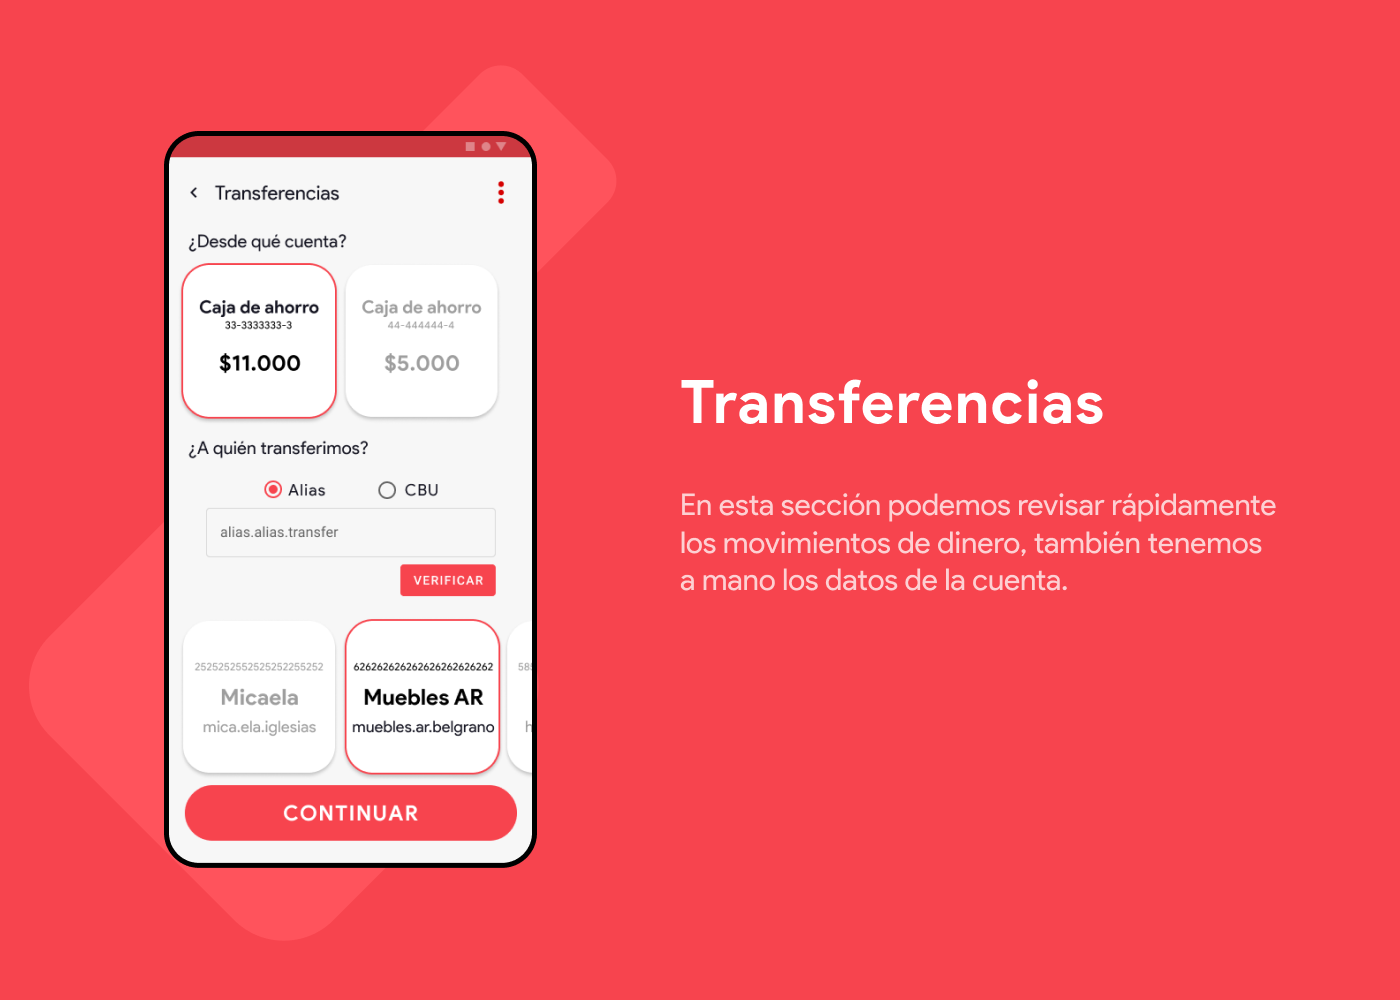 Transferencias
¿Desde qué cuenta?
Caja de ahorro
33-3333333-3
$11.000
Caja de ahorro
44-444444-4
$5.000
¿A quién transferimos?
Alias
CBU
alias.alias.transfer
VERIFICAR
2525252552525252255252
Micaela
mica.ela.iglesias
62626262626262626262626262
Muebles AR
muebles.ar.belgrano
58
h
CONTINUAR
Transferencias
En esta sección podemos revisar rápidamente
los movimientos de dinero, también tenemos
a mano los datos de la cuenta.